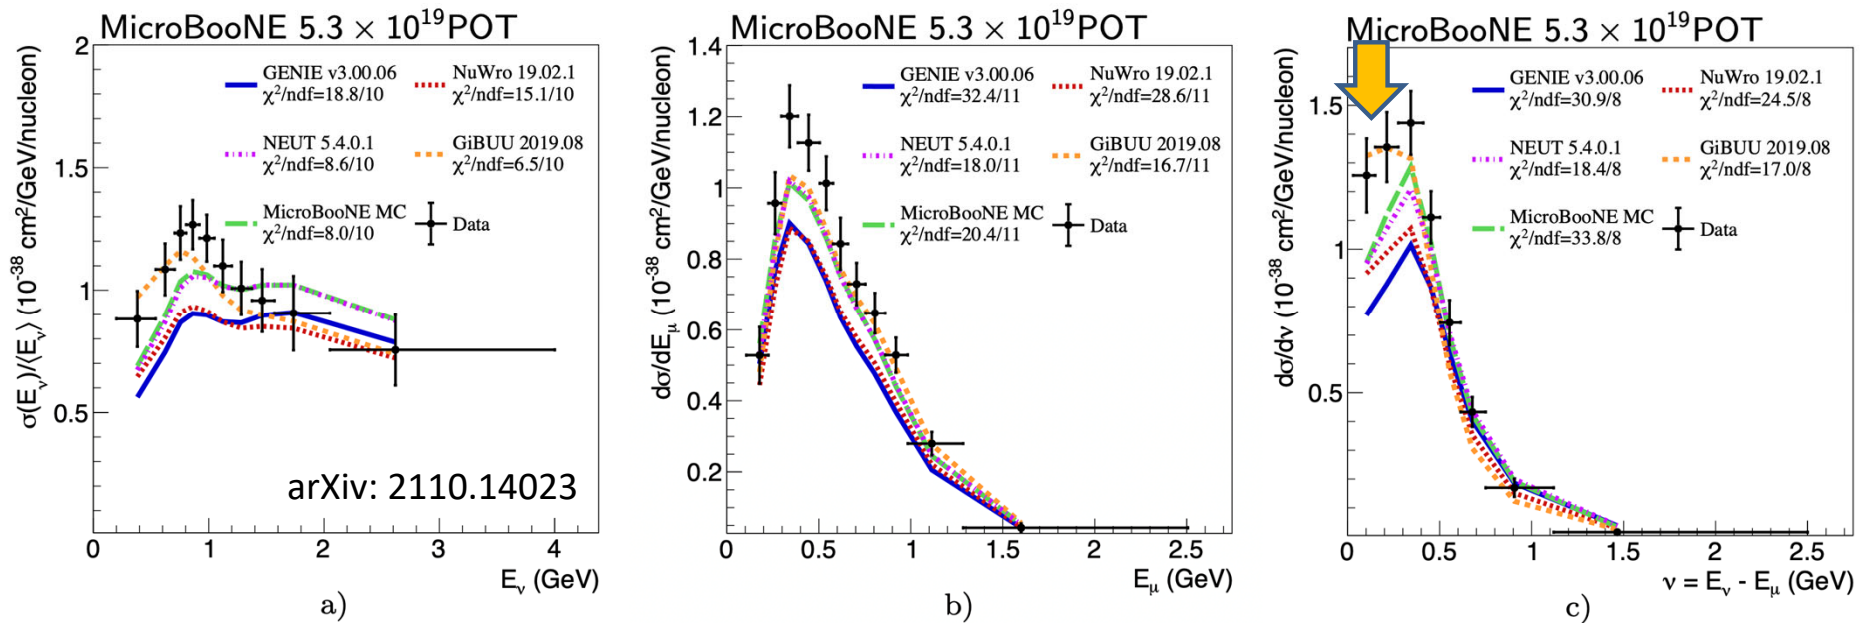 MicroBooNE 5.3 × 10¹⁹POT
σ(Eν)/⟨Eν⟩ (10⁻³⁸ cm²/GeV/nucleon)
2
1.5
1
0.5
GENIE v3.00.06
χ²/ndf=18.8/10
NuWro 19.02.1
χ²/ndf=15.1/10
NEUT 5.4.0.1
χ²/ndf=8.6/10
GiBUU 2019.08
χ²/ndf=6.5/10
MicroBooNE MC
χ²/ndf=8.0/10
Data
arXiv: 2110.14023
0 1 2 3 4
Eν (GeV)
a)
MicroBooNE 5.3 × 10¹⁹POT
dσ/dEμ (10⁻³⁸ cm²/GeV/nucleon)
1.4
1.2
1.0
0.8
0.6
0.4
0.2
GENIE v3.00.06
χ²/ndf=32.4/11
NuWro 19.02.1
χ²/ndf=28.6/11
NEUT 5.4.0.1
χ²/ndf=18.0/11
GiBUU 2019.08
χ²/ndf=16.7/11
MicroBooNE MC
χ²/ndf=20.4/11
Data
0 0.5 1 1.5 2 2.5
Eμ (GeV)
b)
MicroBooNE 5.3 × 10¹⁹POT
dσ/dν (10⁻³⁸ cm²/GeV/nucleon)
1.5
1
0.5
GENIE v3.00.06
χ²/ndf=30.9/8
NuWro 19.02.1
χ²/ndf=24.5/8
NEUT 5.4.0.1
χ²/ndf=18.4/8
GiBUU 2019.08
χ²/ndf=17.0/8
MicroBooNE MC
χ²/ndf=33.8/8
Data
0 0.5 1 1.5 2 2.5
ν = Eν - Eμ (GeV)
c)